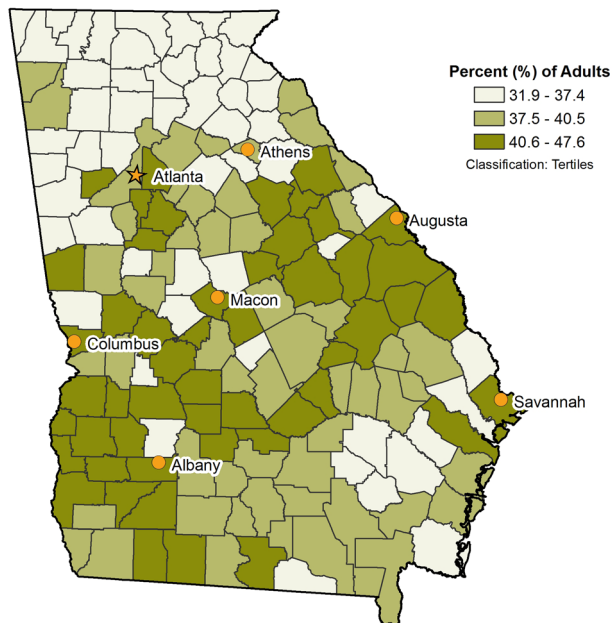 Percent (%) of Adults
31.9 - 37.4
37.5 - 40.5
40.6 - 47.6
Classification: Tertiles
Athens
Atlanta
Augusta
Macon
Columbus
Savannah
Albany